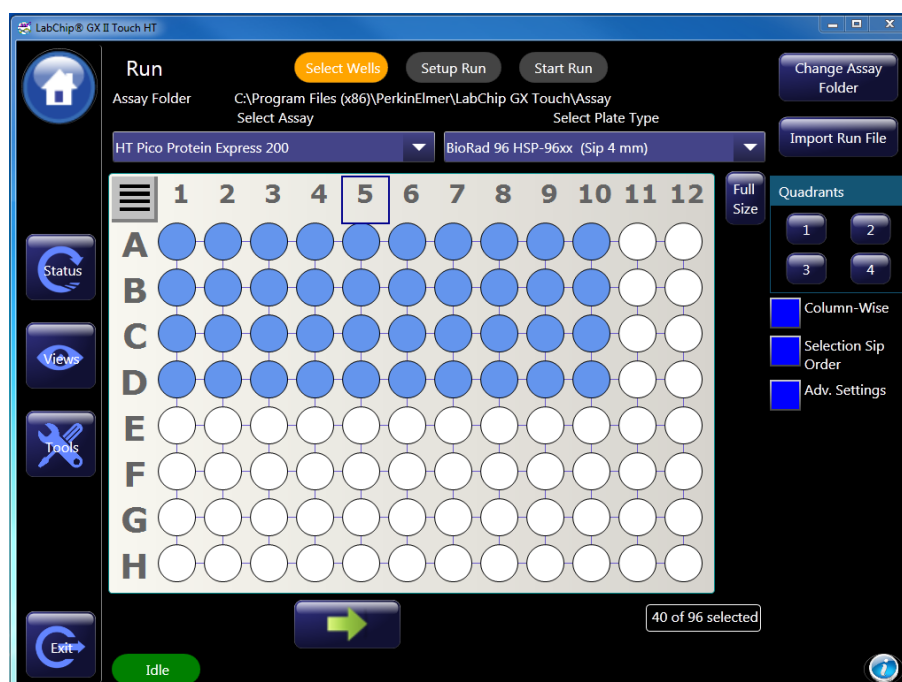 LabChip® GX II Touch HT
Run
Select Wells
Setup Run
Start Run
Change Assay
Folder
Assay Folder
C:\Program Files (x86)\PerkinElmer\LabChip GX Touch\Assay
Select Assay
Select Plate Type
HT Pico Protein Express 200
BioRad 96 HSP-96xx (Sip 4 mm)
Import Run File
1 2 3 4 5 6 7 8 9 10 11 12
A
B
C
D
E
F
G
H
Full
Size
Quadrants
1 2
3 4
Column-Wise
Selection Sip
Order
Adv. Settings
Status
Views
Tools
Exit
40 of 96 selected
Idle
i